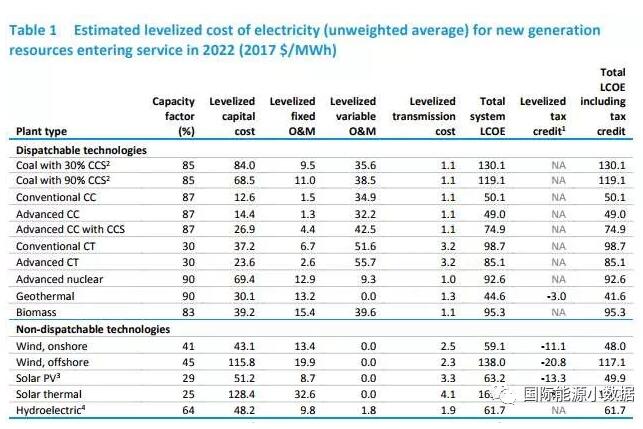 Table 1 Estimated levelized cost of electricity (unweighted average) for new generation
resources entering service in 2022 (2017 $/MWh)
Plant type Capacity factor (%) Levelized capital cost Levelized fixed O&M Levelized variable O&M Levelized transmission cost Total system LCOE Levelized tax credit¹ Total LCOE including tax credit
Dispatchable technologies
Coal with 30% CCS² 85 84.0 9.5 35.6 1.1 130.1 NA 130.1
Coal with 90% CCS² 85 68.5 11.0 38.5 1.1 119.1 NA 119.1
Conventional CC 87 12.6 1.5 34.9 1.1 50.1 NA 50.1
Advanced CC 87 14.4 1.3 32.2 1.1 49.0 NA 49.0
Advanced CC with CCS 87 26.9 4.4 42.5 1.1 74.9 NA 74.9
Conventional CT 30 37.2 6.7 51.6 3.2 98.7 NA 98.7
Advanced CT 30 23.6 2.6 55.7 3.2 85.1 NA 85.1
Advanced nuclear 90 69.4 12.9 9.3 1.0 92.6 NA 92.6
Geothermal 90 30.1 13.2 0.0 1.3 44.6 -3.0 41.6
Biomass 83 39.2 15.4 39.6 1.1 95.3 NA 95.3
Non-dispatchable technologies
Wind, onshore 41 43.1 13.4 0.0 2.5 59.1 -11.1 48.0
Wind, offshore 45 115.8 19.9 0.0 2.3 138.0 -20.8 117.1
Solar PV³ 29 51.2 8.7 0.0 3.3 63.2 -13.3 49.9
Solar thermal 25 128.4 32.6 0.0 4.1
Hydroelectric⁴ 64 48.2 9.8 1.8 1.9 61.7 NA 61.7
国际能源小数据